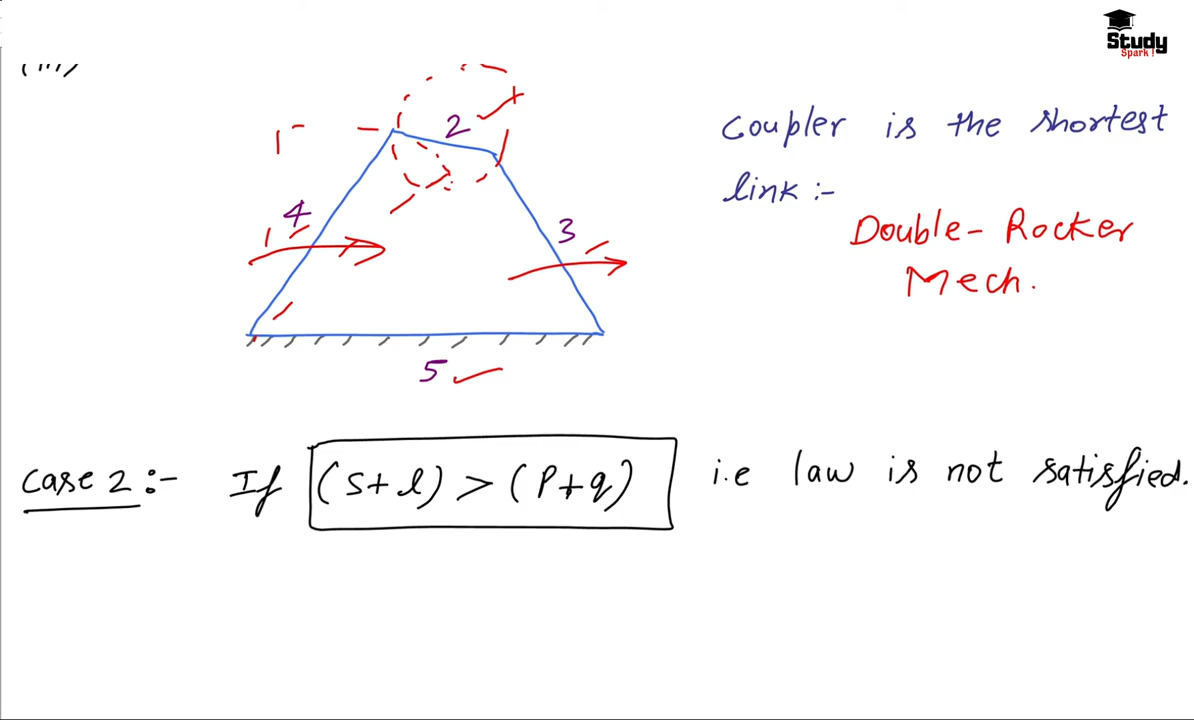 Study
Spark !
(iii)
2
4
3
5
Coupler is the shortest
link :-
Double-Rocker
Mech.
Case 2 :- If (s+l) > (p+q) i.e law is not satisfied.